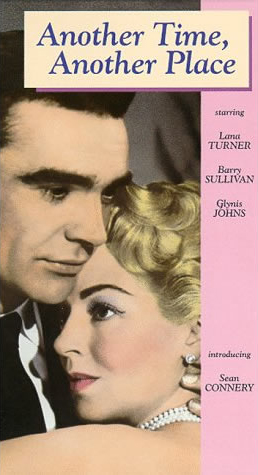 Another Time,
Another Place
starring
Lana
TURNER
Barry
SULLIVAN
Glynis
JOHNS
introducing
Sean
CONNERY